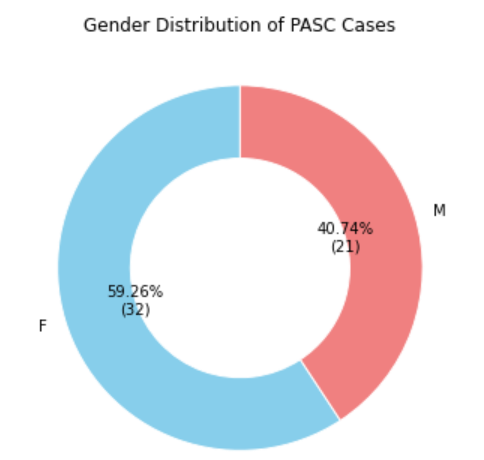 Gender Distribution of PASC Cases
M
40.74%
(21)
59.26%
(32)
F